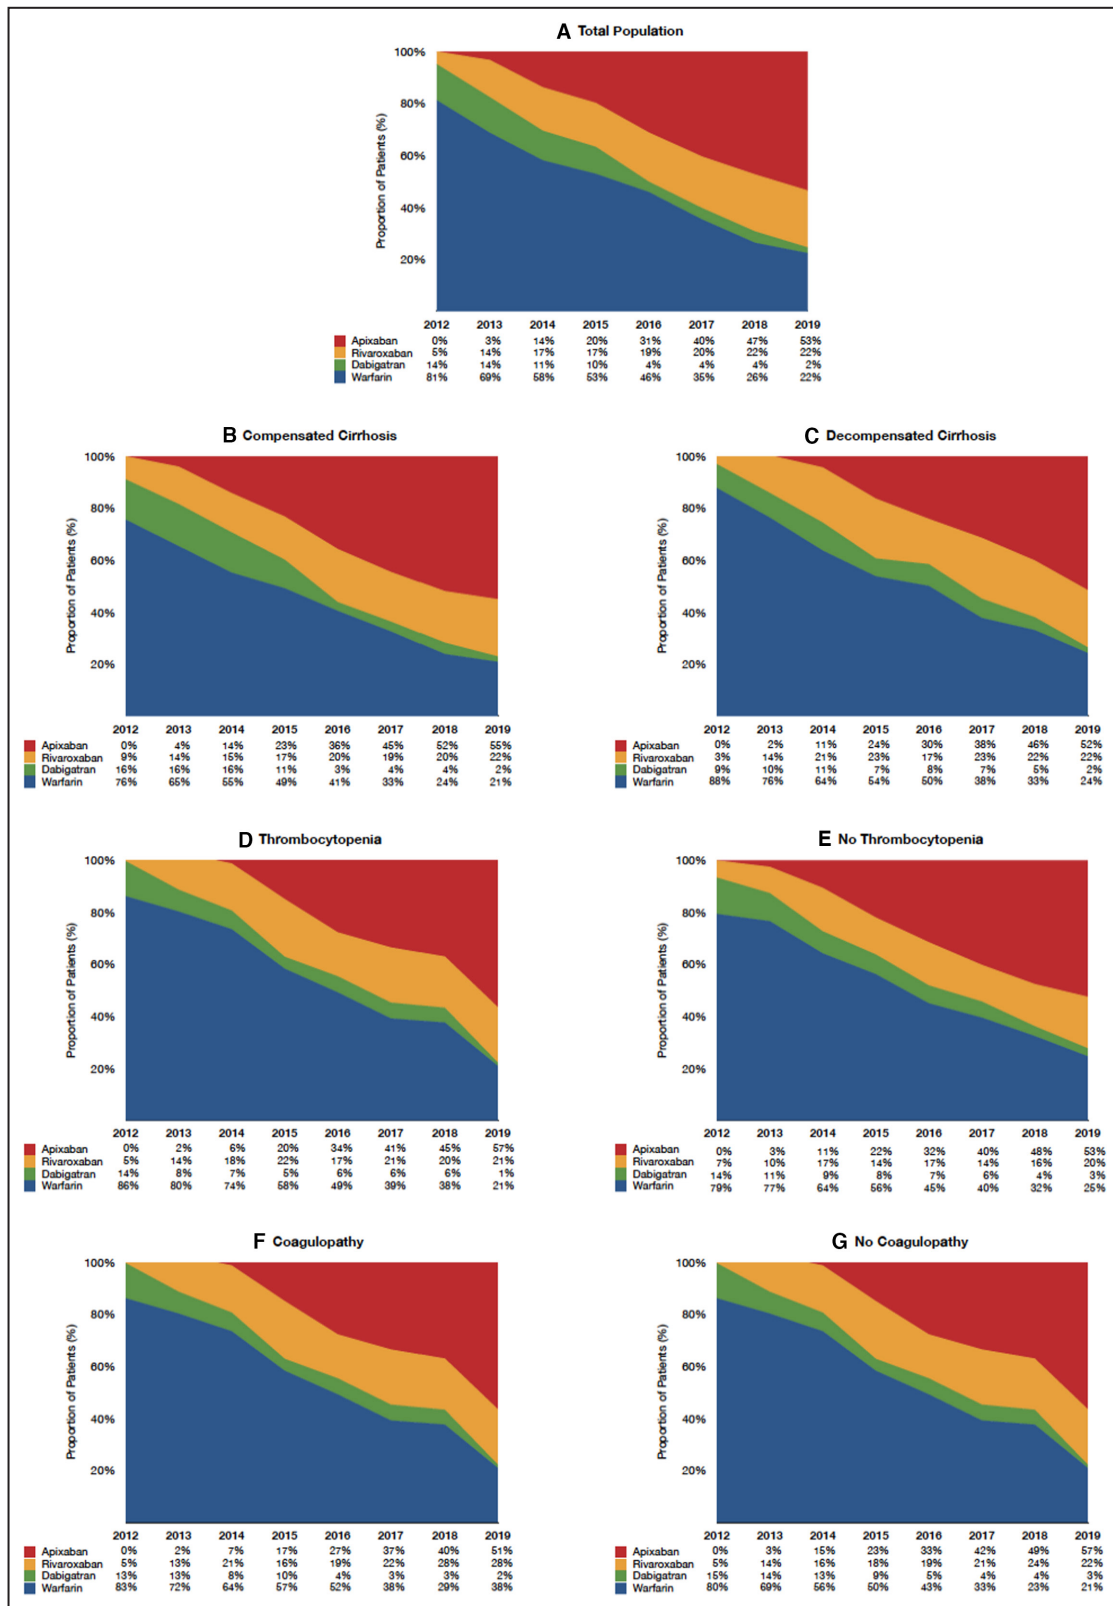 A Total Population
Proportion of Patients (%)
100%
80%
60%
40%
20%
2012 2013 2014 2015 2016 2017 2018 2019
Apixaban 0% 3% 14% 20% 31% 40% 47% 53%
Rivaroxaban 5% 14% 17% 17% 19% 20% 22% 22%
Dabigatran 14% 14% 11% 10% 4% 4% 4% 2%
Warfarin 81% 69% 58% 53% 46% 35% 26% 22%
B Compensated Cirrhosis
Proportion of Patients (%)
100%
80%
60%
40%
20%
2012 2013 2014 2015 2016 2017 2018 2019
Apixaban 0% 4% 14% 23% 36% 45% 52% 55%
Rivaroxaban 9% 14% 15% 17% 20% 19% 20% 22%
Dabigatran 16% 16% 16% 11% 3% 4% 4% 2%
Warfarin 76% 65% 55% 49% 41% 33% 24% 21%
C Decompensated Cirrhosis
Proportion of Patients (%)
100%
80%
60%
40%
20%
2012 2013 2014 2015 2016 2017 2018 2019
Apixaban 0% 2% 11% 24% 30% 38% 46% 52%
Rivaroxaban 3% 14% 21% 23% 17% 23% 22% 22%
Dabigatran 9% 10% 11% 7% 8% 7% 5% 2%
Warfarin 88% 76% 64% 54% 50% 38% 33% 24%
D Thrombocytopenia
Proportion of Patients (%)
100%
80%
60%
40%
20%
2012 2013 2014 2015 2016 2017 2018 2019
Apixaban 0% 2% 6% 20% 34% 41% 45% 57%
Rivaroxaban 5% 14% 18% 22% 17% 21% 20% 21%
Dabigatran 14% 8% 7% 5% 6% 6% 6% 1%
Warfarin 86% 80% 74% 58% 49% 39% 38% 21%
E No Thrombocytopenia
Proportion of Patients (%)
100%
80%
60%
40%
20%
2012 2013 2014 2015 2016 2017 2018 2019
Apixaban 0% 3% 11% 22% 32% 40% 48% 53%
Rivaroxaban 7% 10% 17% 14% 17% 14% 16% 20%
Dabigatran 14% 11% 9% 8% 7% 6% 4% 3%
Warfarin 79% 77% 64% 56% 45% 40% 32% 25%
F Coagulopathy
Proportion of Patients (%)
100%
80%
60%
40%
20%
2012 2013 2014 2015 2016 2017 2018 2019
Apixaban 0% 2% 7% 17% 27% 37% 40% 51%
Rivaroxaban 5% 13% 21% 16% 19% 22% 28% 28%
Dabigatran 13% 13% 8% 10% 4% 3% 3% 2%
Warfarin 83% 72% 64% 57% 52% 38% 29% 38%
G No Coagulopathy
Proportion of Patients (%)
100%
80%
60%
40%
20%
2012 2013 2014 2015 2016 2017 2018 2019
Apixaban 0% 3% 15% 23% 33% 42% 49% 57%
Rivaroxaban 5% 14% 16% 18% 19% 21% 24% 22%
Dabigatran 15% 14% 13% 9% 5% 4% 4% 3%
Warfarin 80% 69% 56% 50% 43% 33% 23% 21%